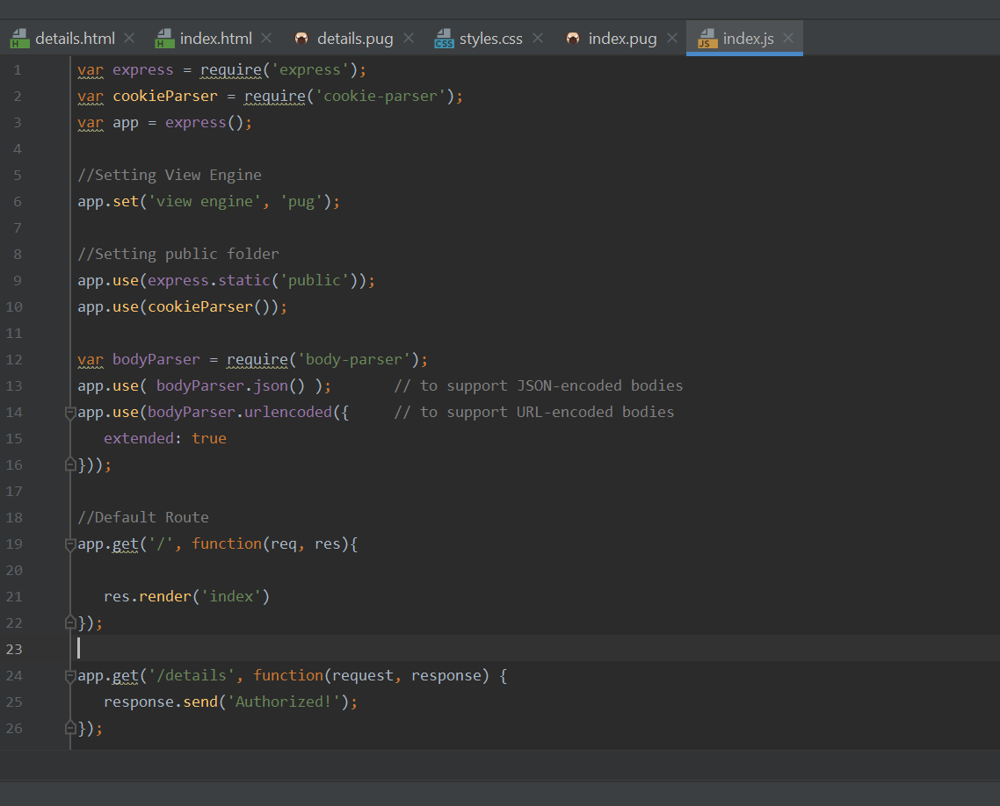 details.html index.html details.pug styles.css index.pug index.js
1 var express = require('express');
2 var cookieParser = require('cookie-parser');
3 var app = express();
4
5 //Setting View Engine
6 app.set('view engine', 'pug');
7
8 //Setting public folder
9 app.use(express.static('public'));
10 app.use(cookieParser());
11
12 var bodyParser = require('body-parser');
13 app.use( bodyParser.json() );       // to support JSON-encoded bodies
14 app.use(bodyParser.urlencoded({     // to support URL-encoded bodies
15    extended: true
16 }));
17
18 //Default Route
19 app.get('/', function(req, res){
20
21    res.render('index')
22 });
23
24 app.get('/details', function(request, response) {
25    response.send('Authorized!');
26 });